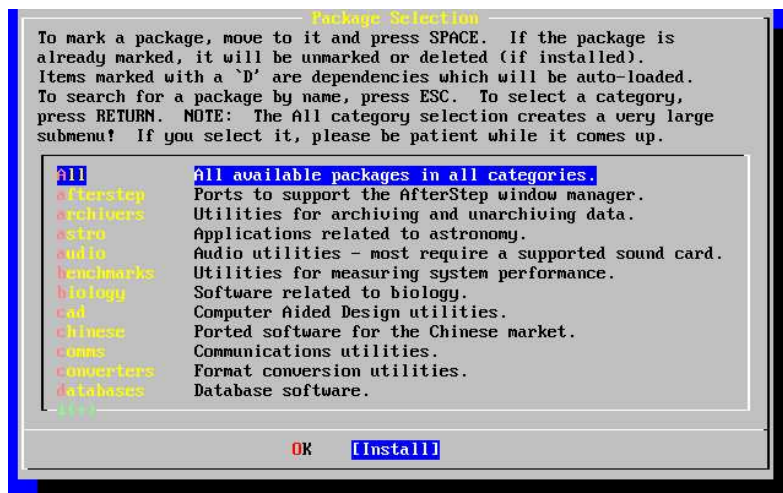 Package Selection
To mark a package, move to it and press SPACE.  If the package is
already marked, it will be unmarked or deleted (if installed).
Items marked with a `D' are dependencies which will be auto-loaded.
To search for a package by name, press ESC.  To select a category,
press RETURN.  NOTE:  The All category selection creates a very large
submenu!  If you select it, please be patient while it comes up.
All All available packages in all categories.
afterstep Ports to support the AfterStep window manager.
archivers Utilities for archiving and unarchiving data.
astro Applications related to astronomy.
audio Audio utilities - most require a supported sound card.
benchmarks Utilities for measuring system performance.
biology Software related to biology.
cad Computer Aided Design utilities.
chinese Ported software for the Chinese market.
comms Communications utilities.
converters Format conversion utilities.
databases Database software.
OK [Install]